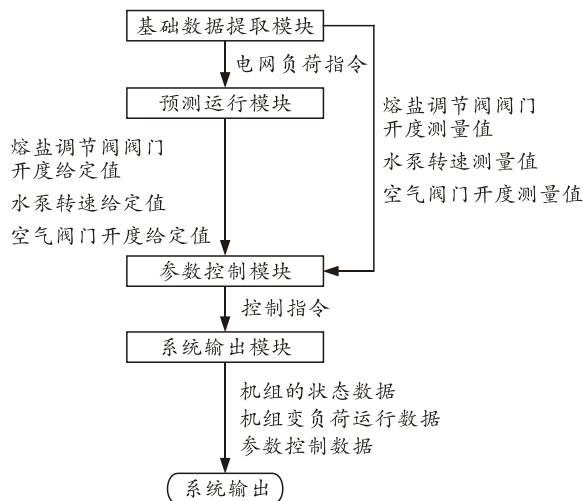 基础数据提取模块
电网负荷指令
预测运行模块
熔盐调节阀阀门
开度给定值
水泵转速给定值
空气阀门开度给定值
熔盐调节阀阀门
开度测量值
水泵转速测量值
空气阀门开度测量值
参数控制模块
控制指令
系统输出模块
机组的状态数据
机组变负荷运行数据
参数控制数据
系统输出